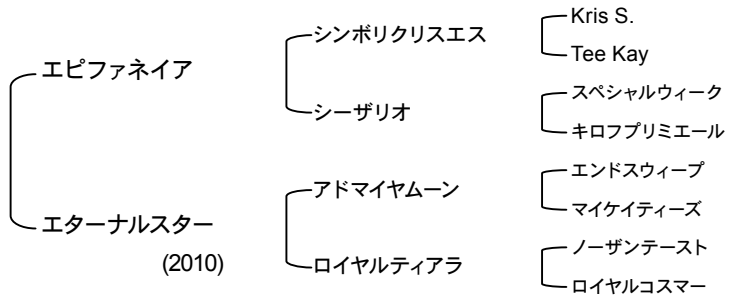 エピファネイア
シンボリクリスエス
Kris S.
Tee Kay
シーザリオ
スペシャルウィーク
キロフプリミエール
エターナルスター
(2010)
アドマイヤムーン
エンドスウィープ
マイケイティーズ
ロイヤルティアラ
ノーザンテースト
ロイヤルコスマー